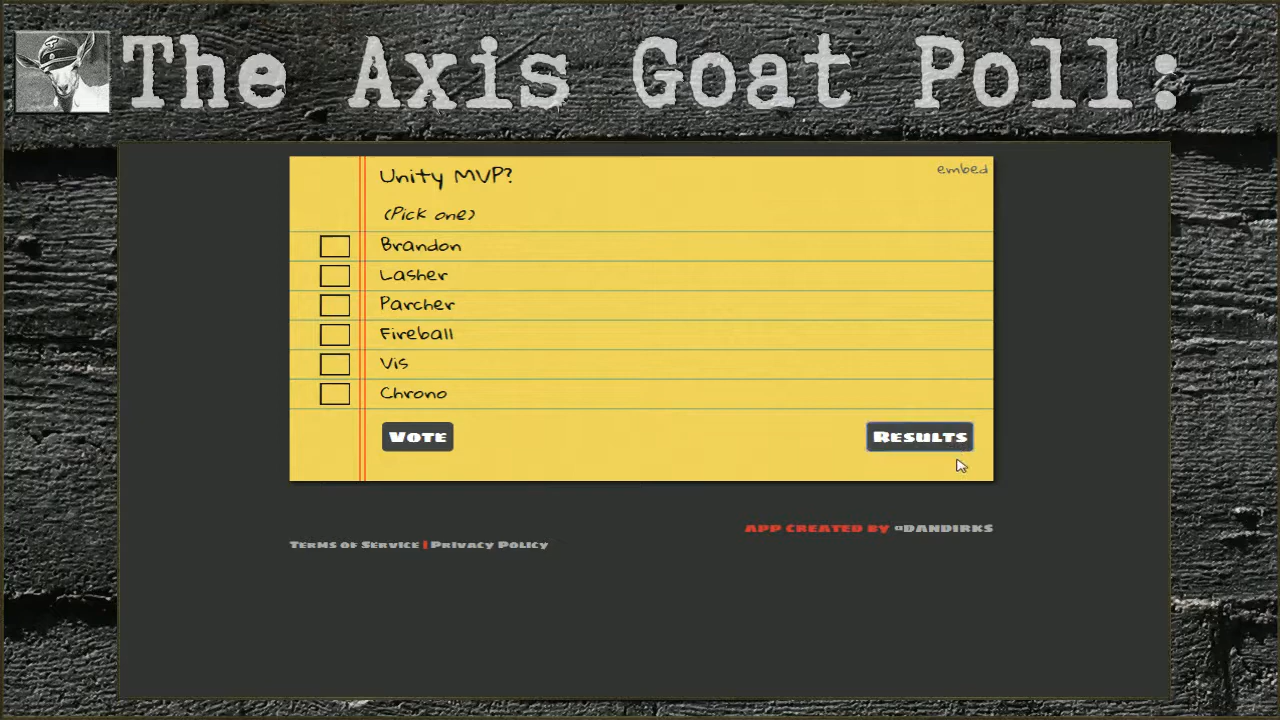 The Axis Goat Poll:
embed
Unity MVP?
(Pick one)
Brandon
Lasher
Parcher
Fireball
Vis
Chrono
Vote
Results
APP CREATED BY @DANDIRKS
Terms of Service | Privacy Policy